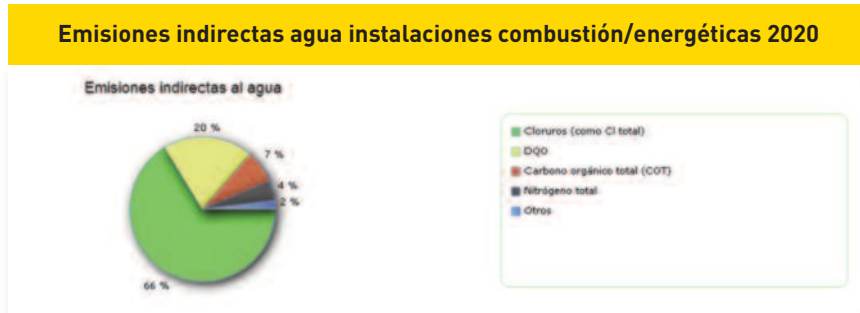 Emisiones indirectas agua instalaciones combustión/energéticas 2020
Emisiones indirectas al agua
20 %
7 %
4 %
2 %
66 %
Cloruros (como Cl total)
DQO
Carbono orgánico total (COT)
Nitrógeno total
Otros